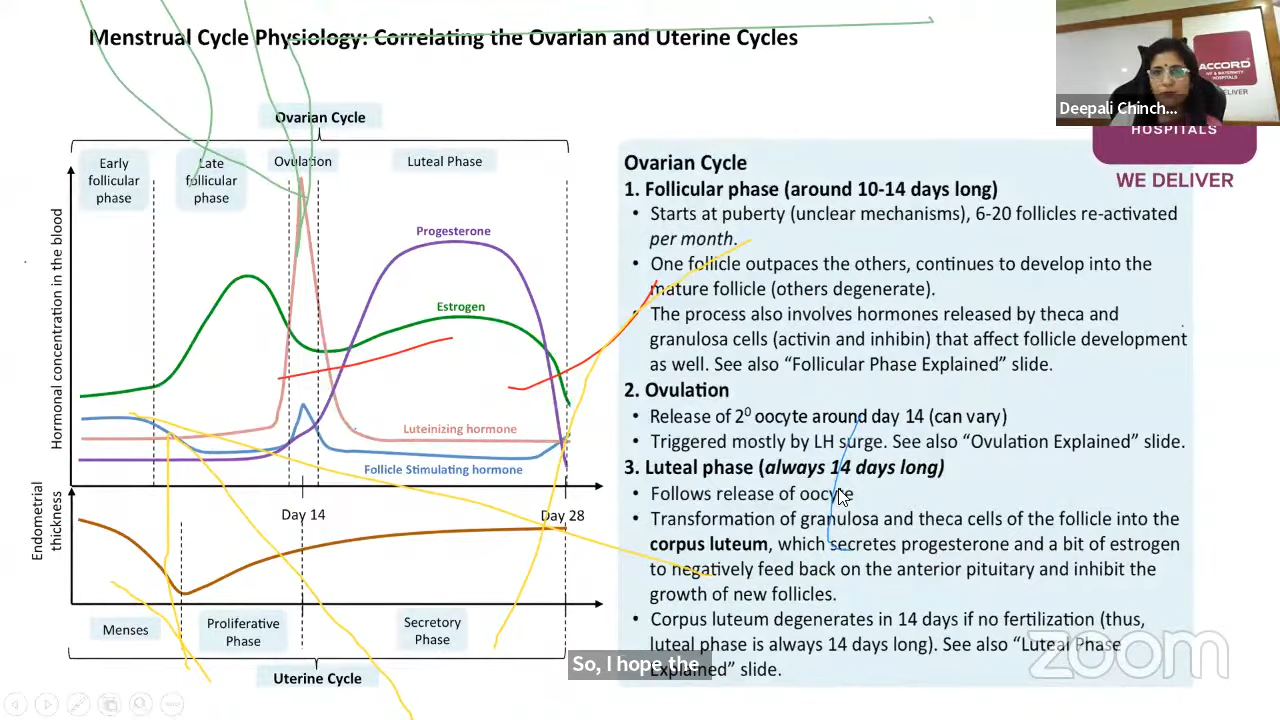 Menstrual Cycle Physiology: Correlating the Ovarian and Uterine Cycles
ACCORD
IVF & MATERNITY
HOSPITALS
DELIVER
Deepali Chinch...
HOSPITALS
WE DELIVER
Ovarian Cycle
Early
follicular
phase
Late
follicular
phase
Ovulation
Luteal Phase
Hormonal concentration in the blood
Progesterone
Estrogen
Luteinizing hormone
Follicle Stimulating hormone
Endometrial
thickness
Day 14
Day 28
Menses
Proliferative
Phase
Secretory
Phase
Uterine Cycle
Ovarian Cycle
1. Follicular phase (around 10-14 days long)
• Starts at puberty (unclear mechanisms), 6-20 follicles re-activated
per month.
• One follicle outpaces the others, continues to develop into the
mature follicle (others degenerate).
• The process also involves hormones released by theca and
granulosa cells (activin and inhibin) that affect follicle development
as well. See also “Follicular Phase Explained” slide.
2. Ovulation
• Release of 2⁰ oocyte around day 14 (can vary)
• Triggered mostly by LH surge. See also “Ovulation Explained” slide.
3. Luteal phase (always 14 days long)
• Follows release of oocyte
• Transformation of granulosa and theca cells of the follicle into the
corpus luteum, which secretes progesterone and a bit of estrogen
to negatively feed back on the anterior pituitary and inhibit the
growth of new follicles.
• Corpus luteum degenerates in 14 days if no fertilization (thus,
luteal phase is always 14 days long). See also “Luteal Phase
Explained” slide.
So, I hope the
zoom